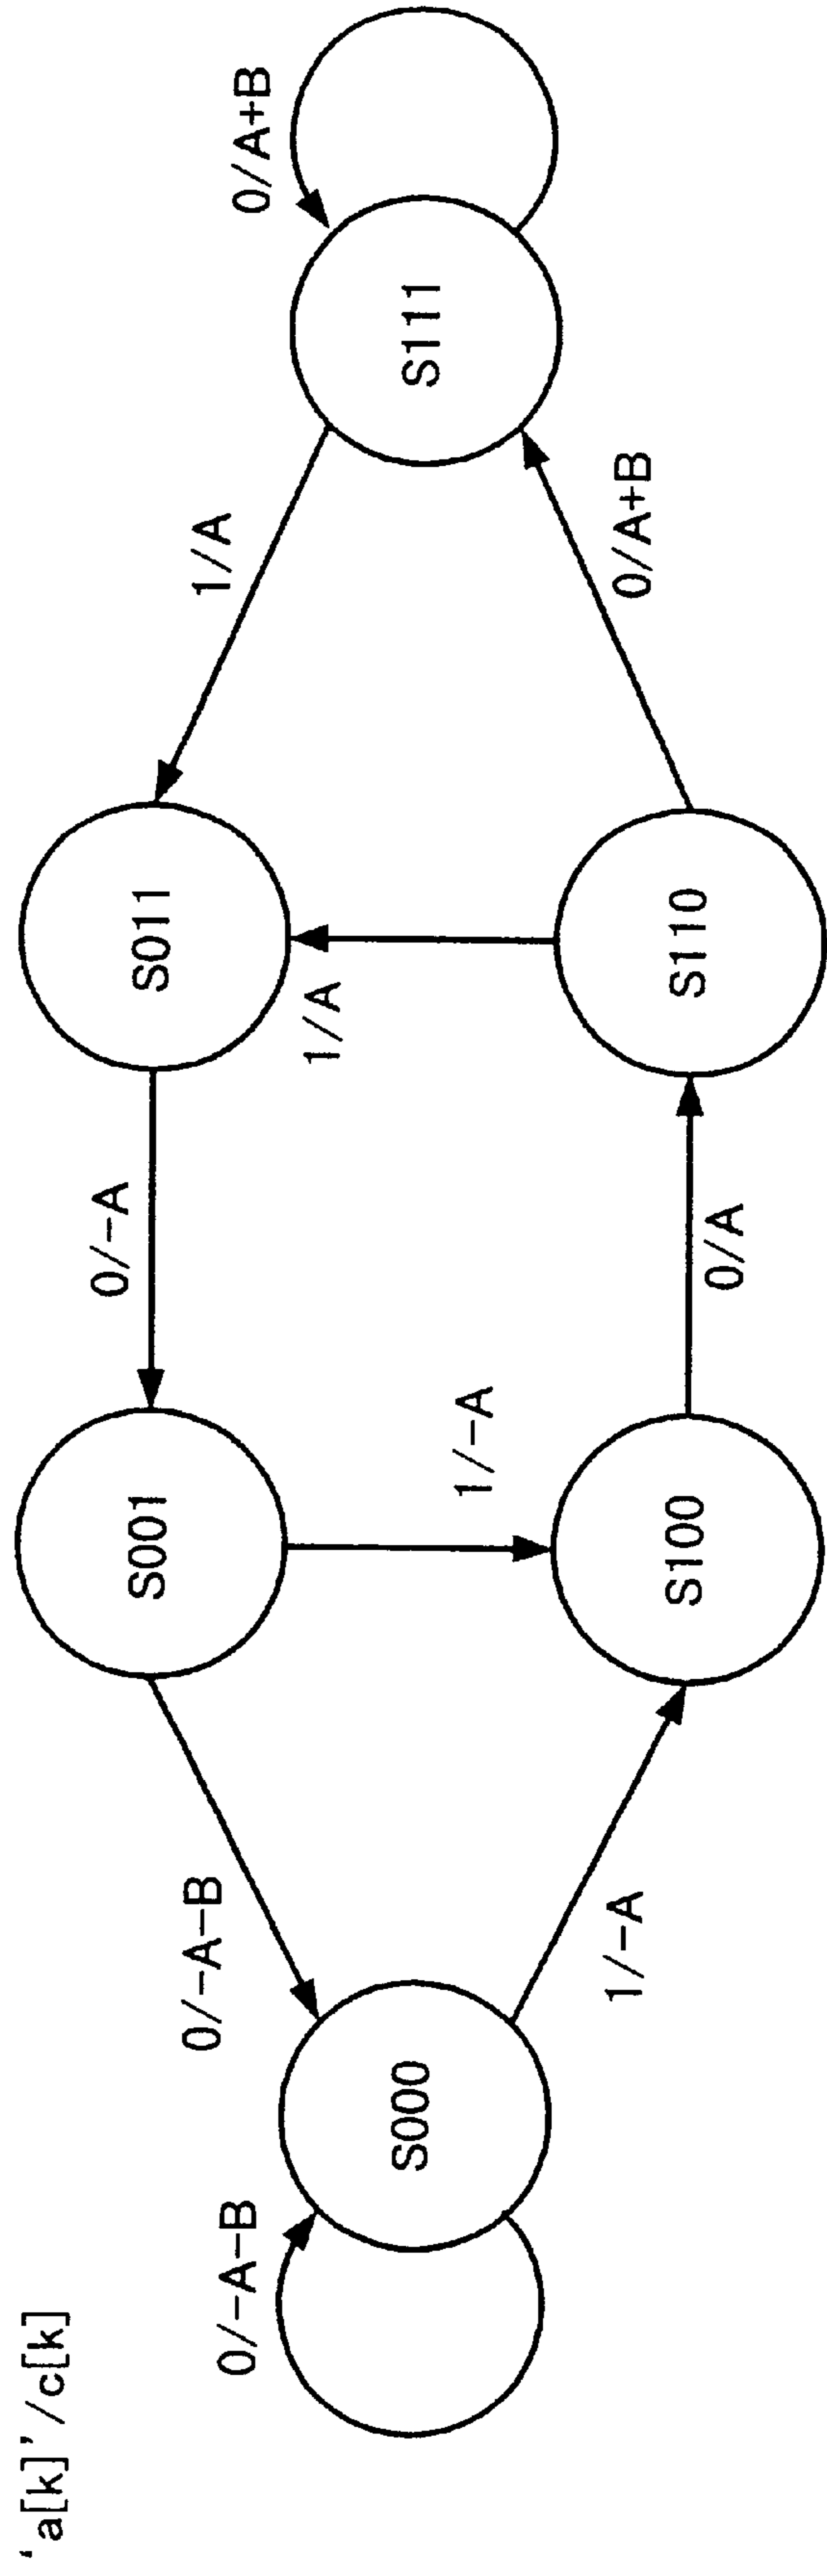 'a[k]'/c[k]
0/-A-B
S000
0/-A-B
1/-A
S001
S100
1/-A
0/-A
0/A
S011
S110
1/A
1/A
0/A+B
S111
0/A+B